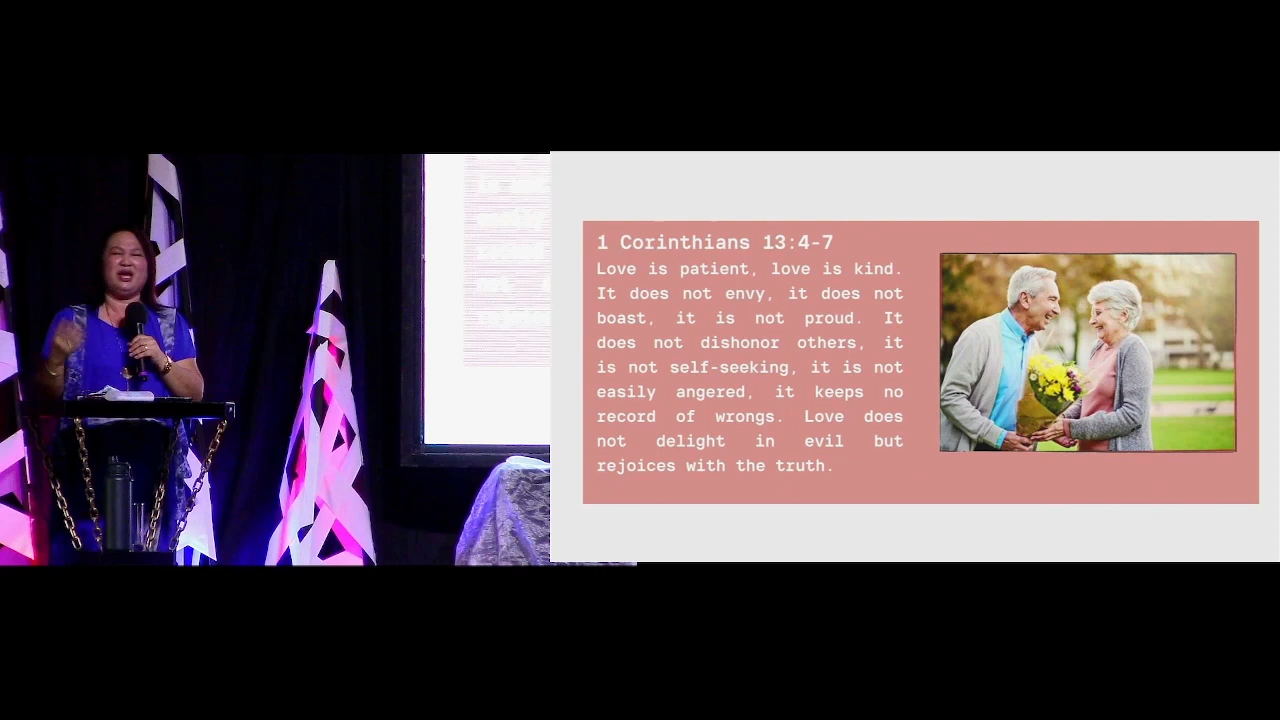 1 Corinthians 13:4-7
Love is patient, love is kind.
It does not envy, it does not
boast, it is not proud. It
does not dishonor others, it
is not self-seeking, it is not
easily angered, it keeps no
record of wrongs. Love does
not delight in evil but
rejoices with the truth.